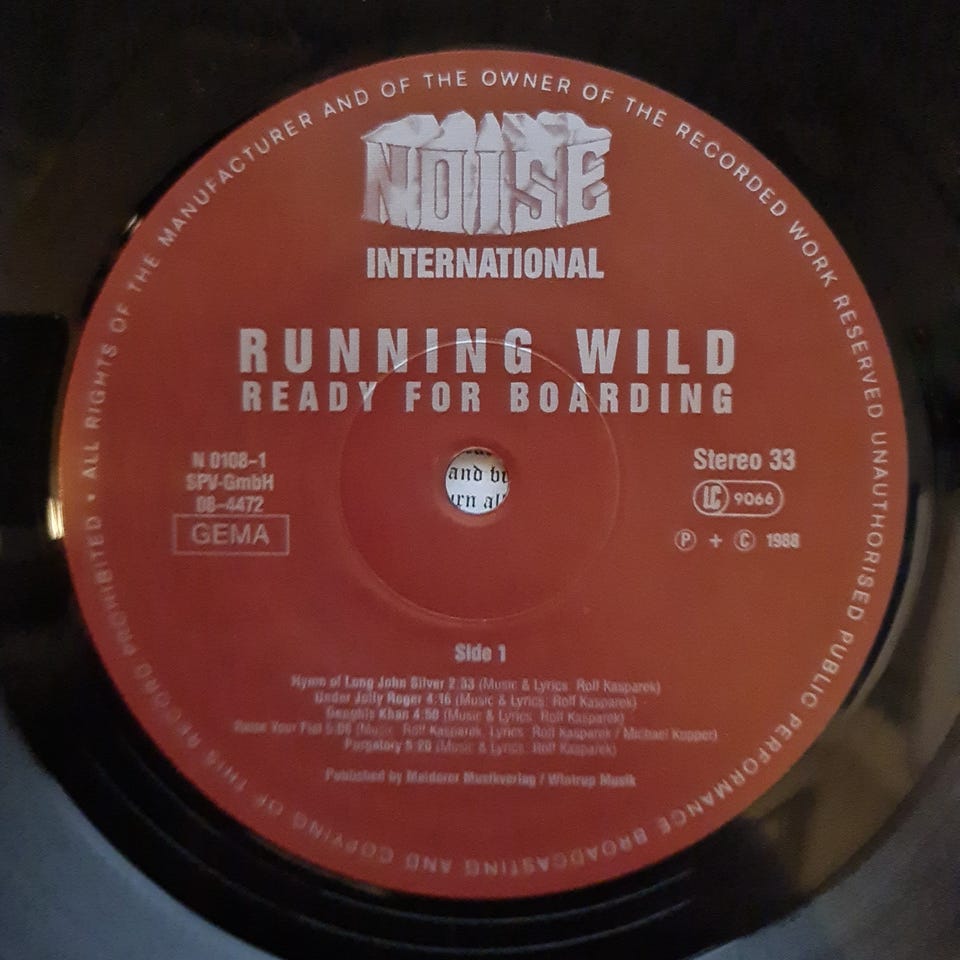 ALL RIGHTS OF THE MANUFACTURER AND OF THE OWNER OF THE RECORDED WORK RESERVED UNAUTHORISED PUBLIC PERFORMANCE BROADCASTING AND COPYING OF THIS RECORD PROHIBITED •
NOISE
INTERNATIONAL
RUNNING WILD
READY FOR BOARDING
N 0108-1
SPV-GmbH
08-4472
GEMA
and
Stereo 33
LC 9066
Ⓟ + © 1988
Side 1
Hymn of Long John Silver 2:33 (Music & Lyrics: Rolf Kasparek)
Under Jolly Roger 4:16 (Music & Lyrics: Rolf Kasparek)
Genghis Khan 4:50 (Music & Lyrics: Rolf Kasparek)
Raise Your Fist 5:06 (Music: Rolf Kasparek, Lyrics: Rolf Kasparek / Michael Kupper)
Purgatory 5:20 (Music & Lyrics: Rolf Kasparek)
Published by Maldoror Musikverlag / Wintrup Musik